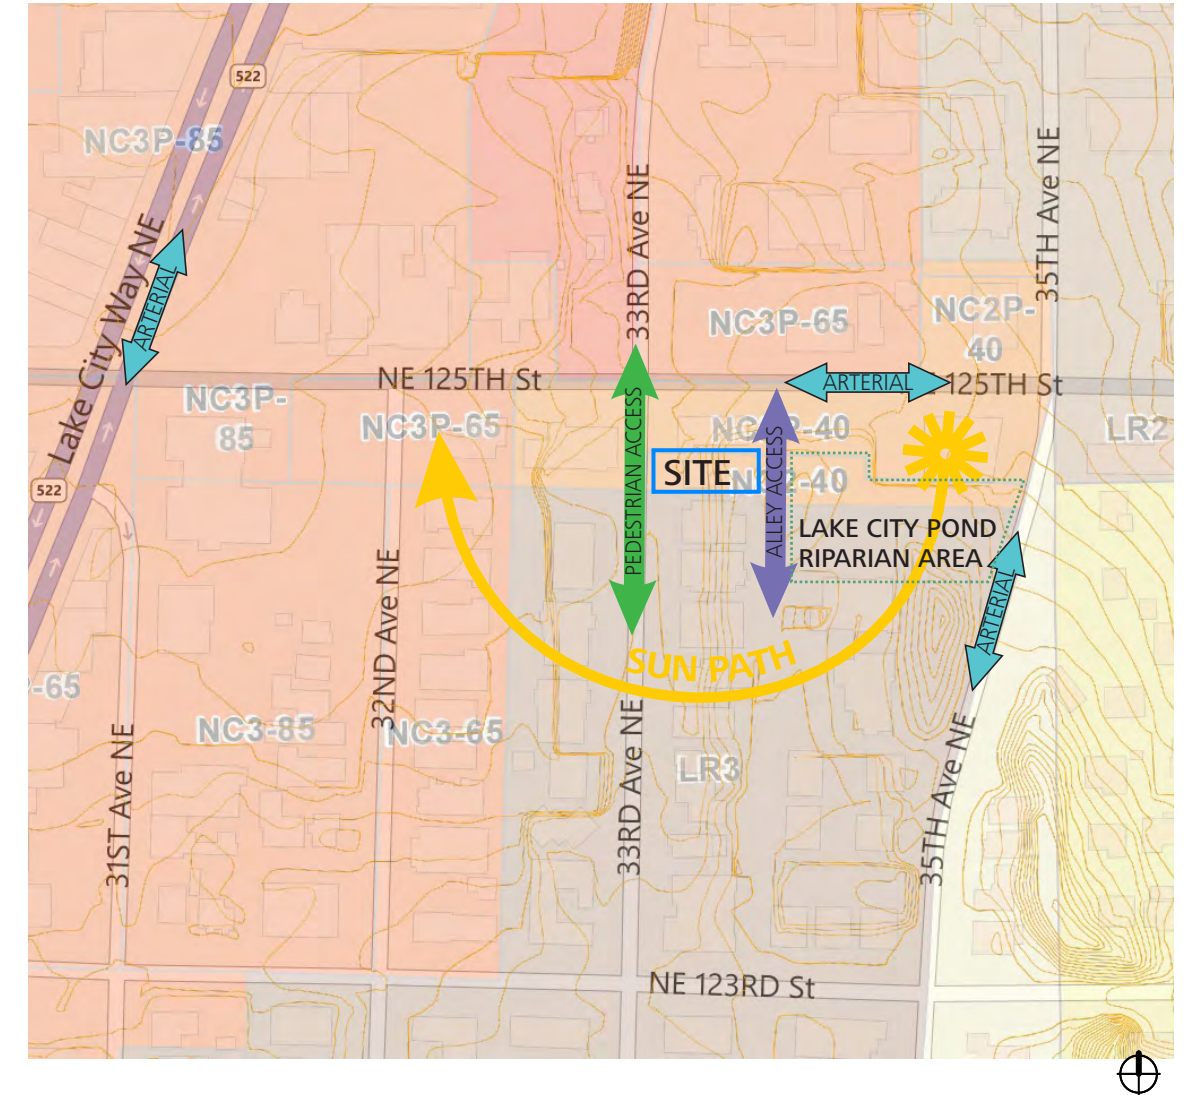 522
NC3P-85
33RD Ave NE
35TH Ave NE
Lake City Way NE
ARTERIAL
NC3P-65
NC2P-
40
NE 125TH St
ARTERIAL
125TH St
NC3P-
85
NC3P-65
NC2P-40
LR2
PEDESTRIAN ACCESS
SITE
ALLEY ACCESS
NC2-40
522
LAKE CITY POND
RIPARIAN AREA
ARTERIAL
32ND Ave NE
SUN PATH
-65
NC3-85
NC3-65
LR3
31ST Ave NE
33RD Ave NE
35TH Ave NE
NE 123RD St